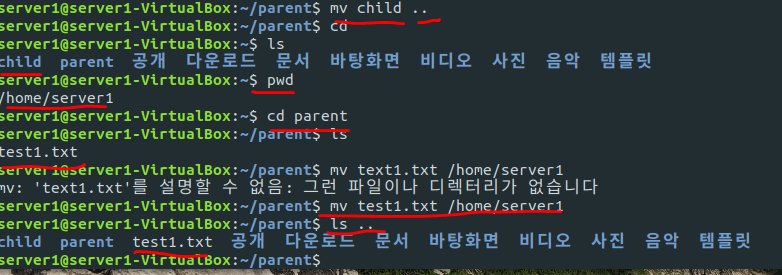 server1@server1-VirtualBox:~/parent$ mv child ..
server1@server1-VirtualBox:~/parent$ cd
server1@server1-VirtualBox:~$ ls
child parent 공개 다운로드 문서 바탕화면 비디오 사진 음악 템플릿
server1@server1-VirtualBox:~$ pwd
/home/server1
server1@server1-VirtualBox:~$ cd parent
server1@server1-VirtualBox:~/parent$ ls
test1.txt
server1@server1-VirtualBox:~/parent$ mv text1.txt /home/server1
mv: 'text1.txt'를 설명할 수 없음: 그런 파일이나 디렉터리가 없습니다
server1@server1-VirtualBox:~/parent$ mv test1.txt /home/server1
server1@server1-VirtualBox:~/parent$ ls ..
child parent test1.txt 공개 다운로드 문서 바탕화면 비디오 사진 음악 템플릿
server1@server1-VirtualBox:~/parent$